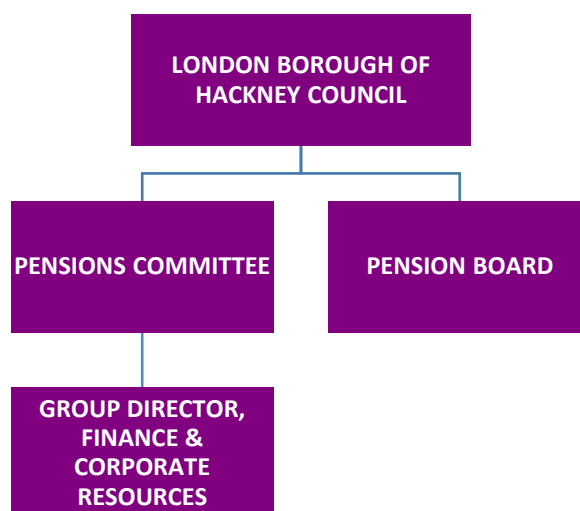 LONDON BOROUGH OF
HACKNEY COUNCIL
PENSIONS COMMITTEE
PENSION BOARD
GROUP DIRECTOR,
FINANCE &
CORPORATE
RESOURCES